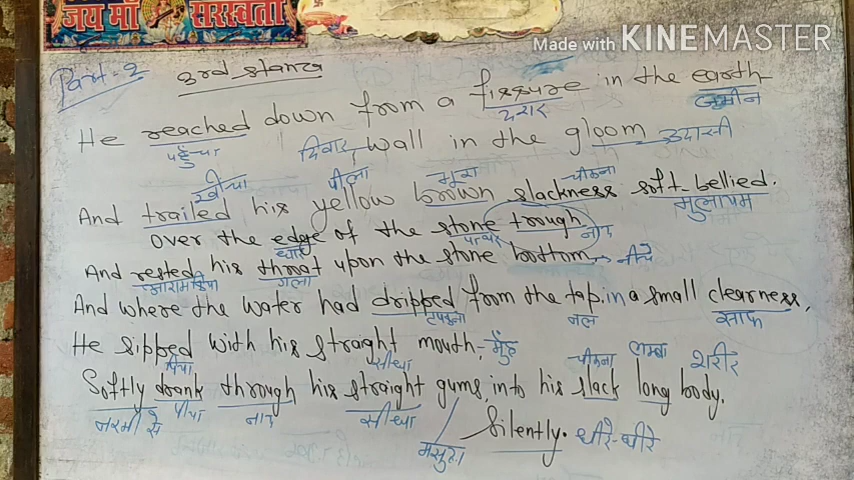 जय माँ सरस्वती
Made with KINEMASTER
Part-2 3rd stanza
He reached down from a fissure in the earth
पहुँचा दरार जमीन
wall in the gloom
दिवार उदासी
खींचा पीला भूरा चीकना
And trailed his yellow brown slackness soft-bellied.
मुलायम
over the edge of the stone trough
धार पत्थर नाद
And rested his throat upon the stone bottom नीचे
आराम किया गला
And where the water had dripped from the tap, in a small clearness,
टपकना नल साफ
He sipped with his straight mouth, मुँह
पिया सीधा चीकना लम्बा शरीर
Softly drank through his straight gums, into his slack long body.
नरमी से पीया नाद सीधा मसुढ़ा
Silently. धीरे-धीरे